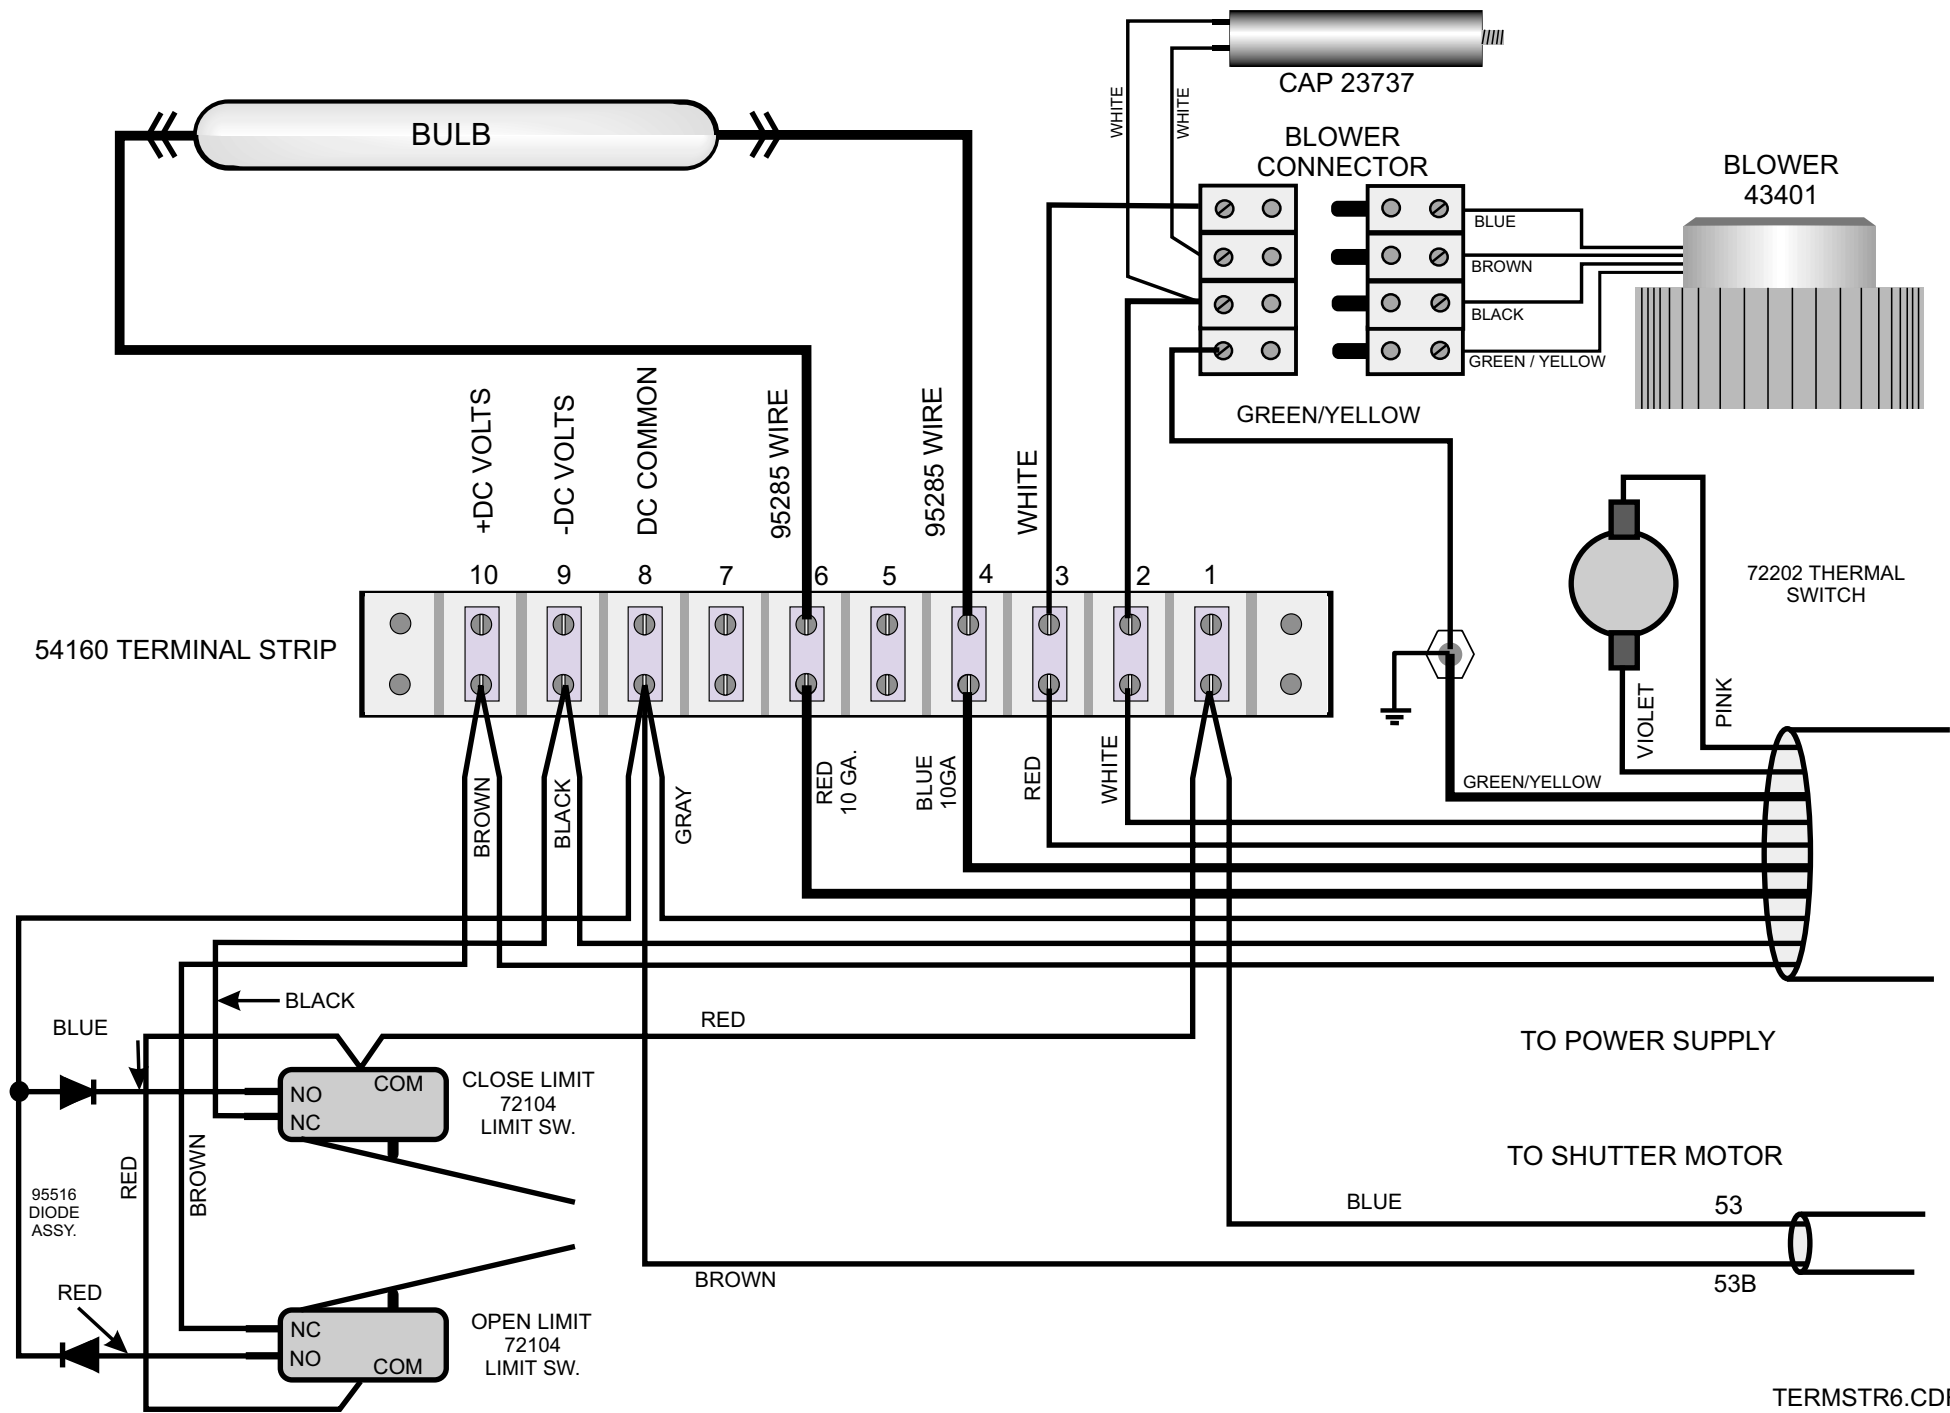 CAP 23737
WHITE
WHITE
BULB
BLOWER
CONNECTOR
BLOWER
43401
BLUE
BROWN
BLACK
GREEN / YELLOW
GREEN/YELLOW
+DC VOLTS
-DC VOLTS
DC COMMON
95285 WIRE
95285 WIRE
WHITE
10
9
8
7
6
5
4
3
2
1
54160 TERMINAL STRIP
72202 THERMAL
SWITCH
VIOLET
PINK
GREEN/YELLOW
BROWN
BLACK
GRAY
RED
10 GA.
BLUE
10GA
RED
WHITE
BLACK
BLUE
RED
TO POWER SUPPLY
NO
NC
COM
CLOSE LIMIT
72104
LIMIT SW.
RED
BROWN
95516
DIODE
ASSY.
TO SHUTTER MOTOR
BLUE
53
BROWN
53B
RED
NC
NO
COM
OPEN LIMIT
72104
LIMIT SW.
TERMSTR6.CD